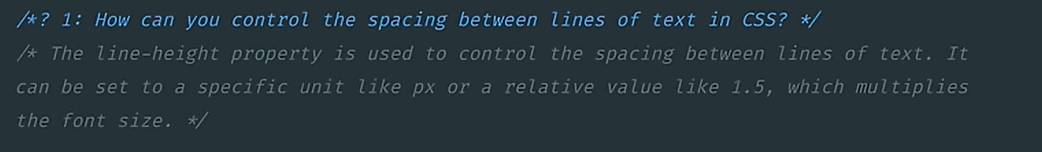 /*? 1: How can you control the spacing between lines of text in CSS? */
/* The line-height property is used to control the spacing between lines of text. It
can be set to a specific unit like px or a relative value like 1.5, which multiplies
the font size. */